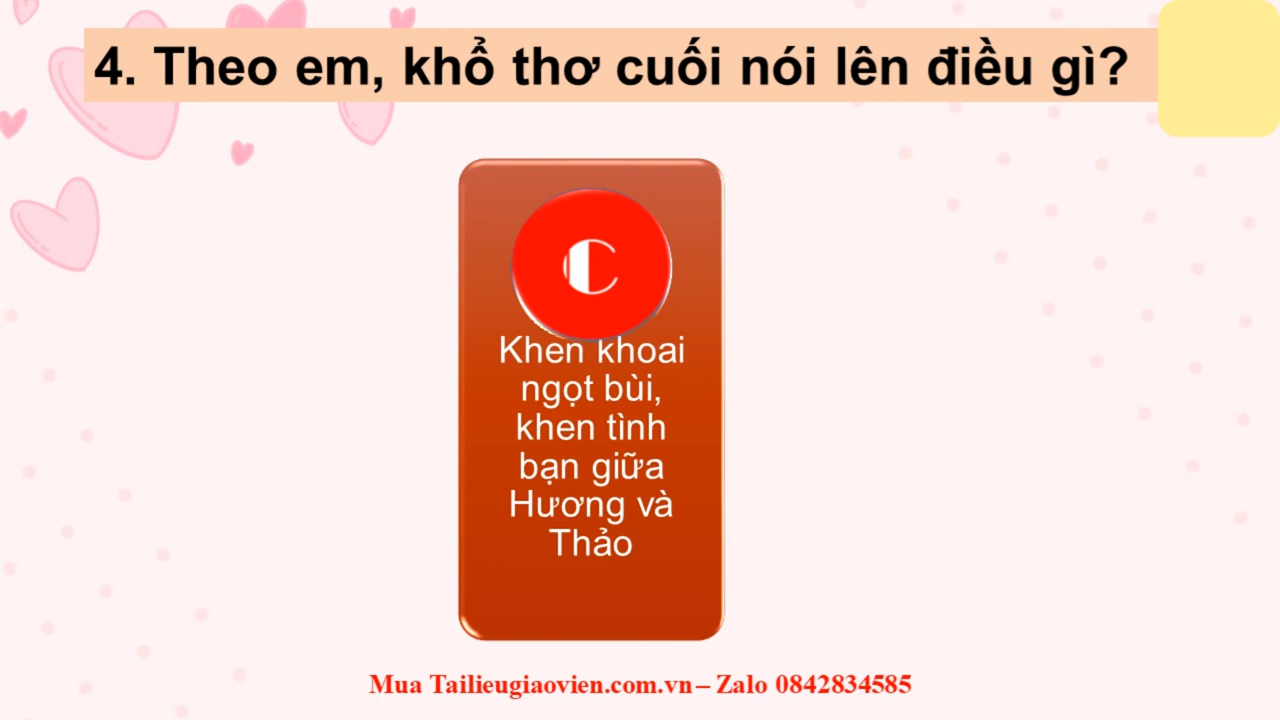 4. Theo em, khổ thơ cuối nói lên điều gì?
C
Khen khoai
ngọt bùi,
khen tình
bạn giữa
Hương và
Thảo
Mua Tailieugiaovien.com.vn – Zalo 0842834585